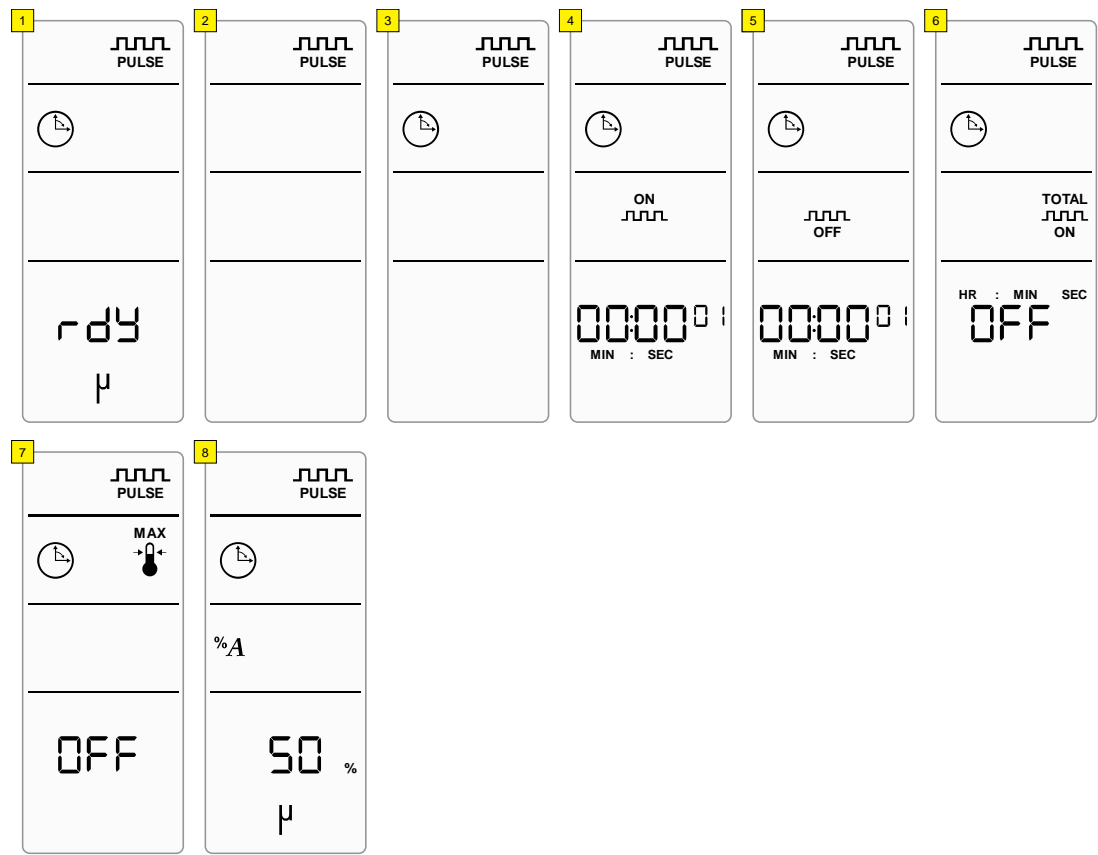 1
PULSE
rdy
µ
2
PULSE
3
PULSE
4
PULSE
ON
00:00 01
MIN : SEC
5
PULSE
OFF
00:00 01
MIN : SEC
6
PULSE
TOTAL
ON
HR : MIN SEC
OFF
7
PULSE
MAX
OFF
8
PULSE
%A
50 %
µ